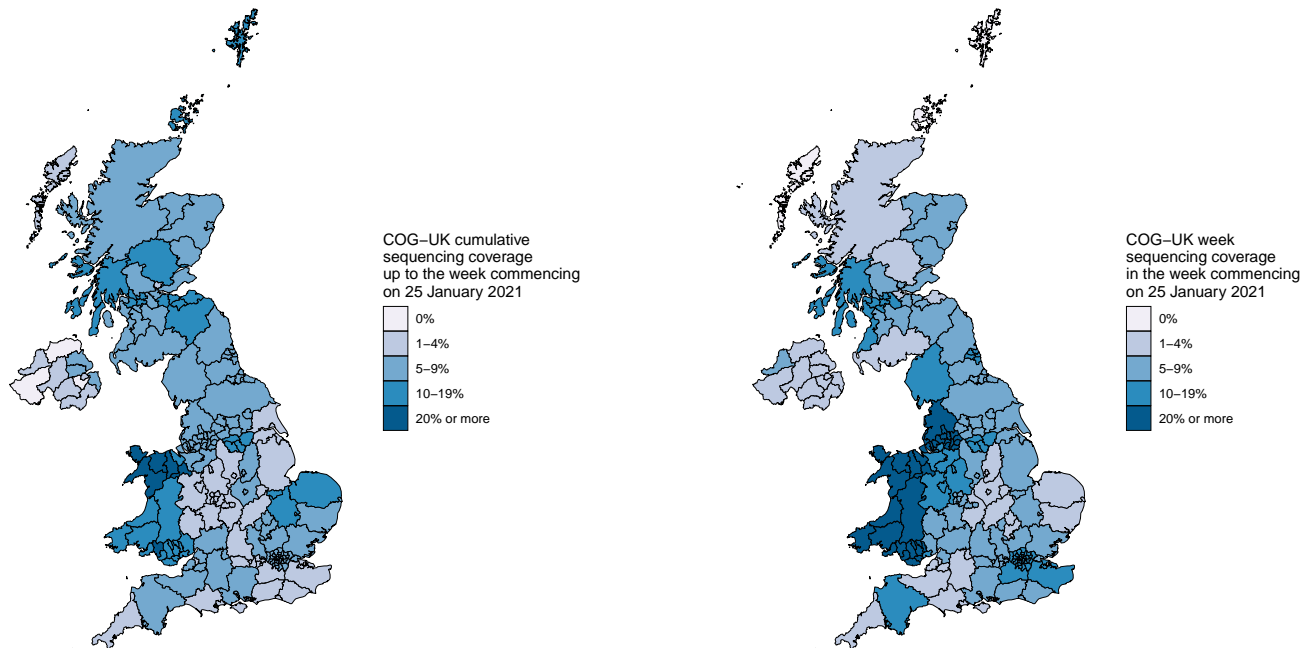 COG–UK cumulative
sequencing coverage
up to the week commencing
on 25 January 2021
0%
1–4%
5–9%
10–19%
20% or more
COG–UK week
sequencing coverage
in the week commencing
on 25 January 2021
0%
1–4%
5–9%
10–19%
20% or more